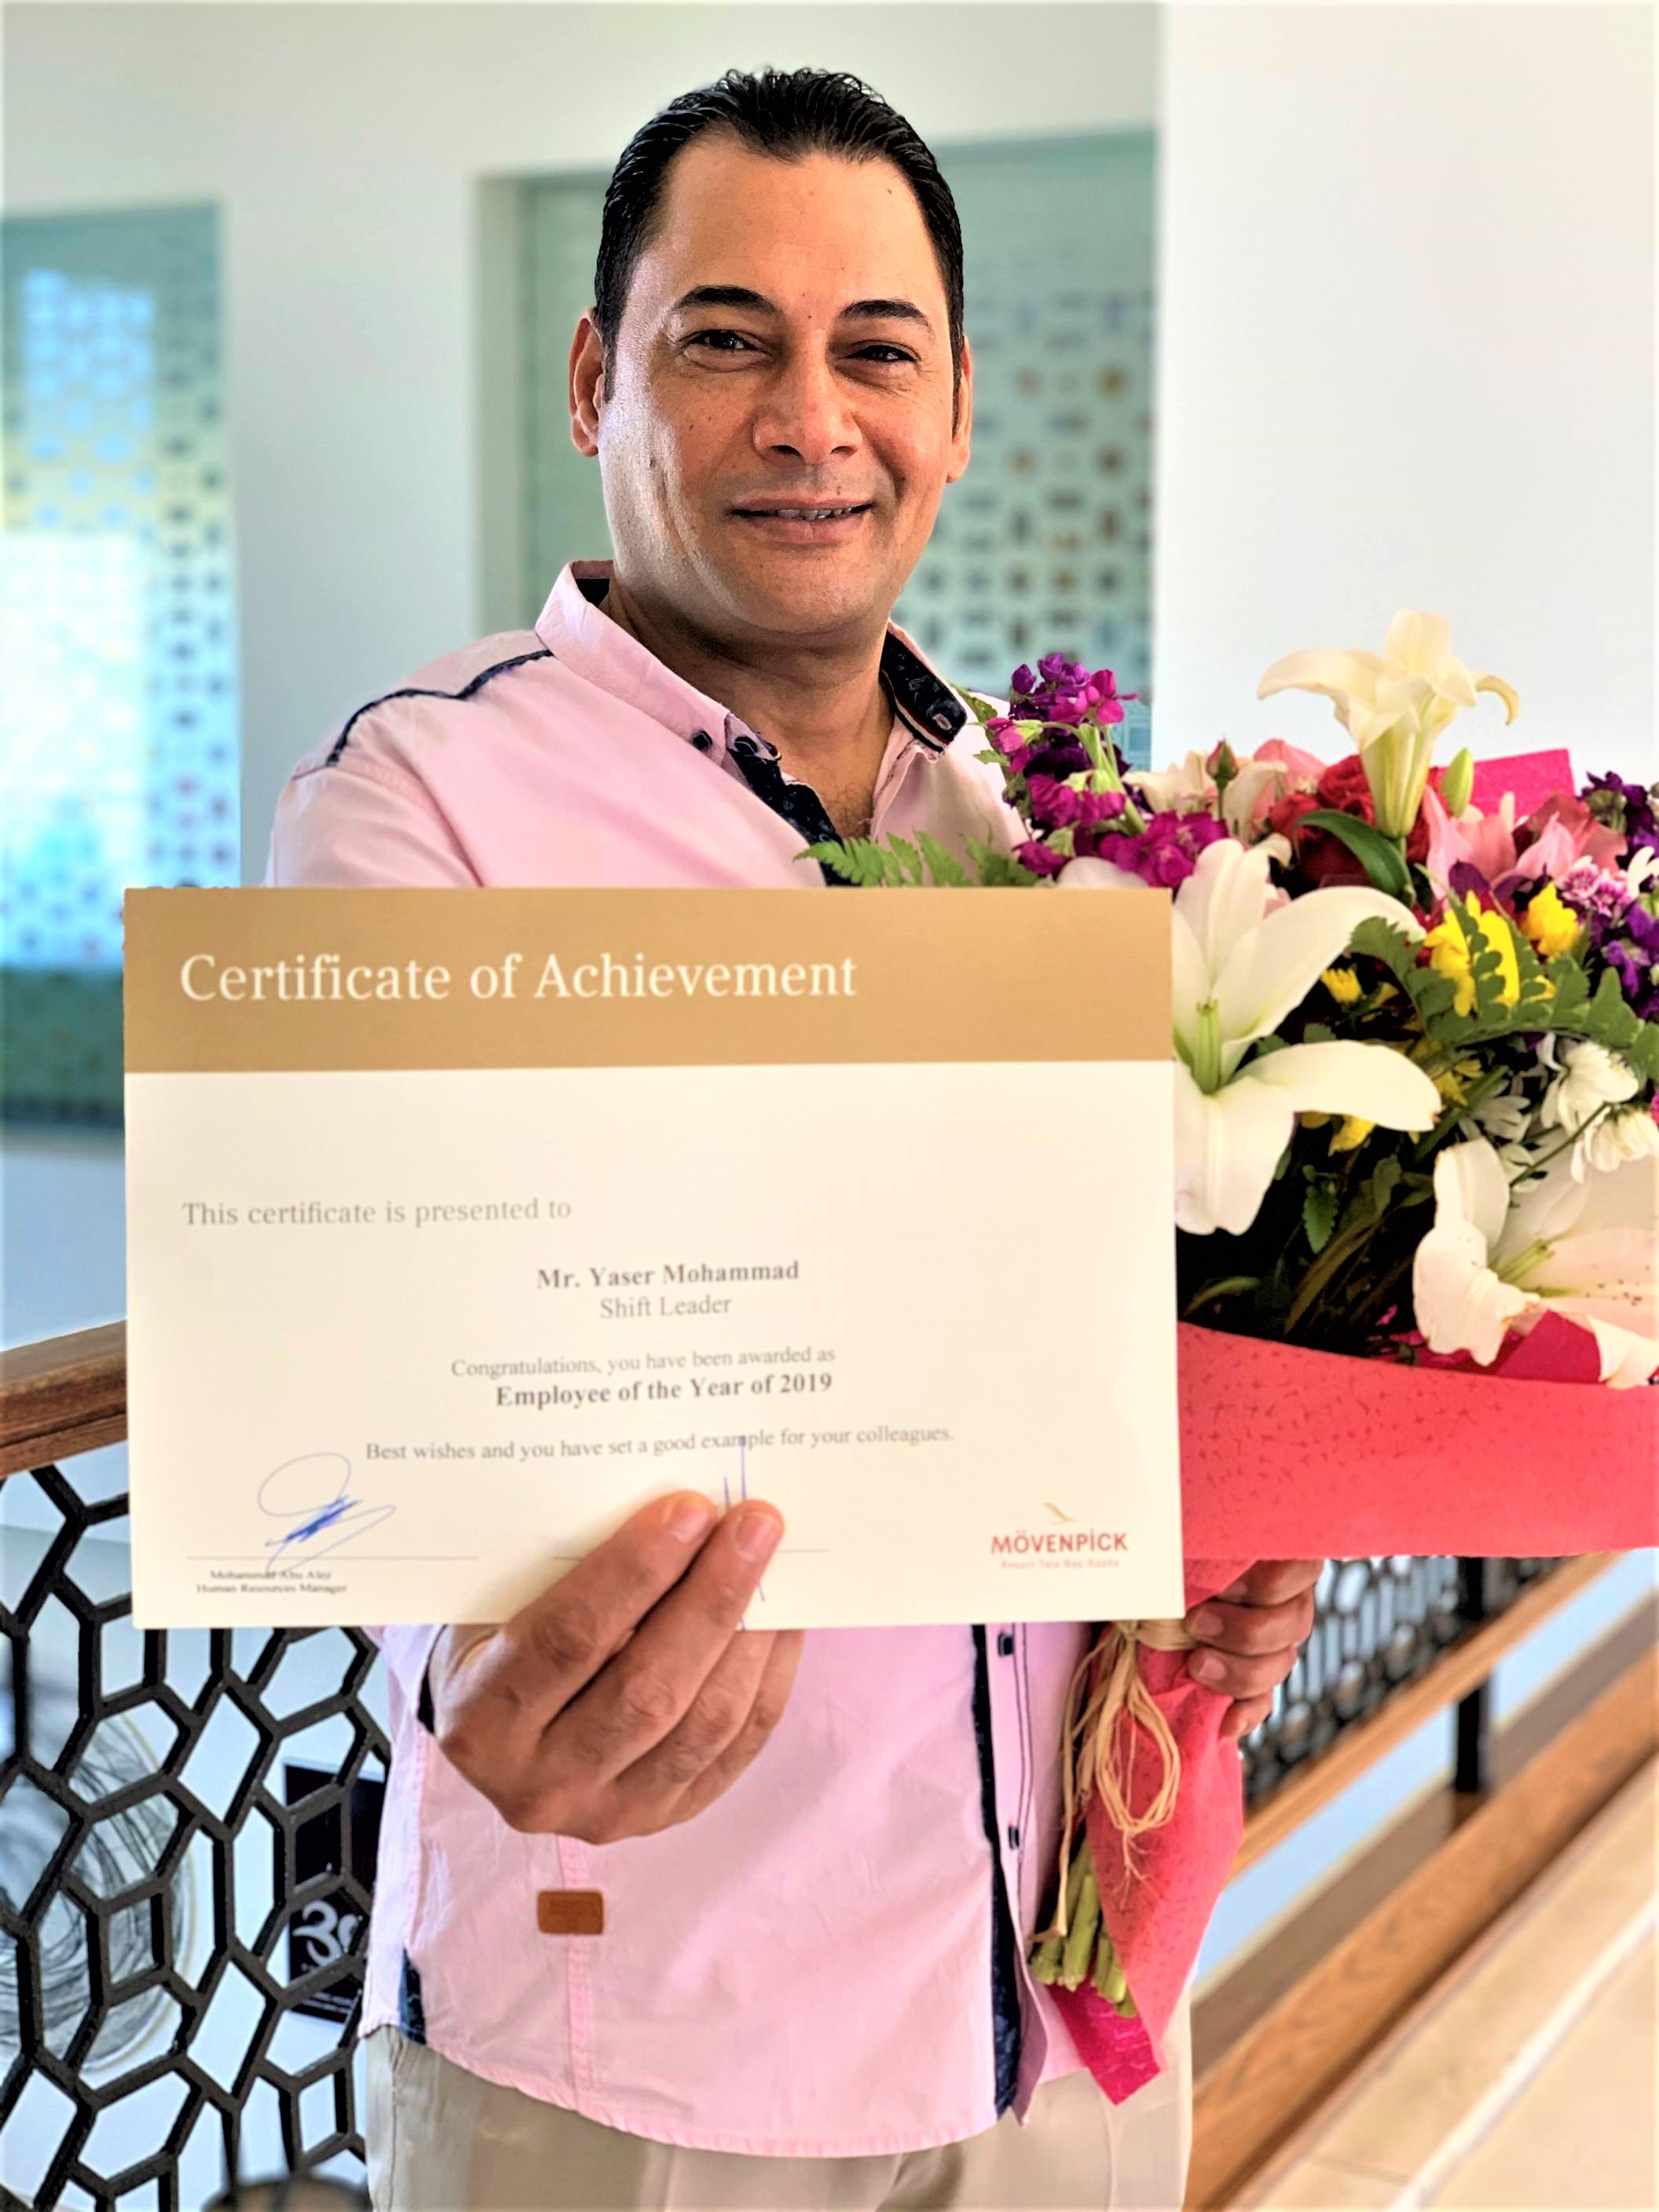 Certificate of Achievement
This certificate is presented to
Mr. Yaser Mohammad
Shift Leader
Congratulations, you have been awarded as
Employee of the Year of 2019
Best wishes and you have set a good example for your colleagues.
Mohammad Abu Alez
Human Resources Manager
MÖVENPICK
Resort Tala Bay Aqaba